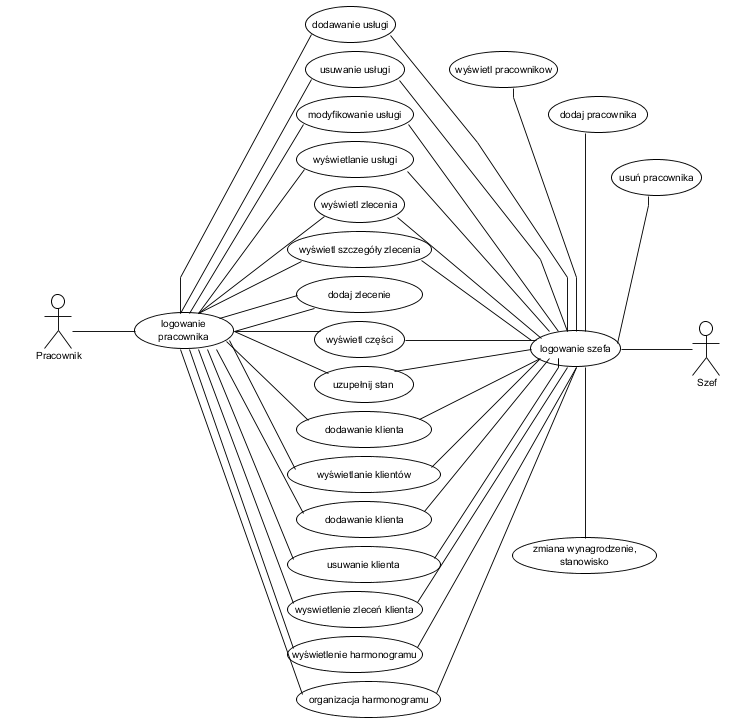 dodawanie usługi
usuwanie usługi
wyświetl pracownikow
modyfikowanie usługi
dodaj pracownika
wyświetlanie usługi
usuń pracownika
wyświetl zlecenia
wyświetl szczegóły zlecenia
dodaj zlecenie
logowanie
pracownika
wyświetl części
logowanie szefa
Pracownik
Szef
uzupełnij stan
dodawanie klienta
wyświetlanie klientów
dodawanie klienta
zmiana wynagrodzenie,
stanowisko
usuwanie klienta
wyswietlenie zleceń klienta
wyświetlenie harmonogramu
organizacja harmonogramu